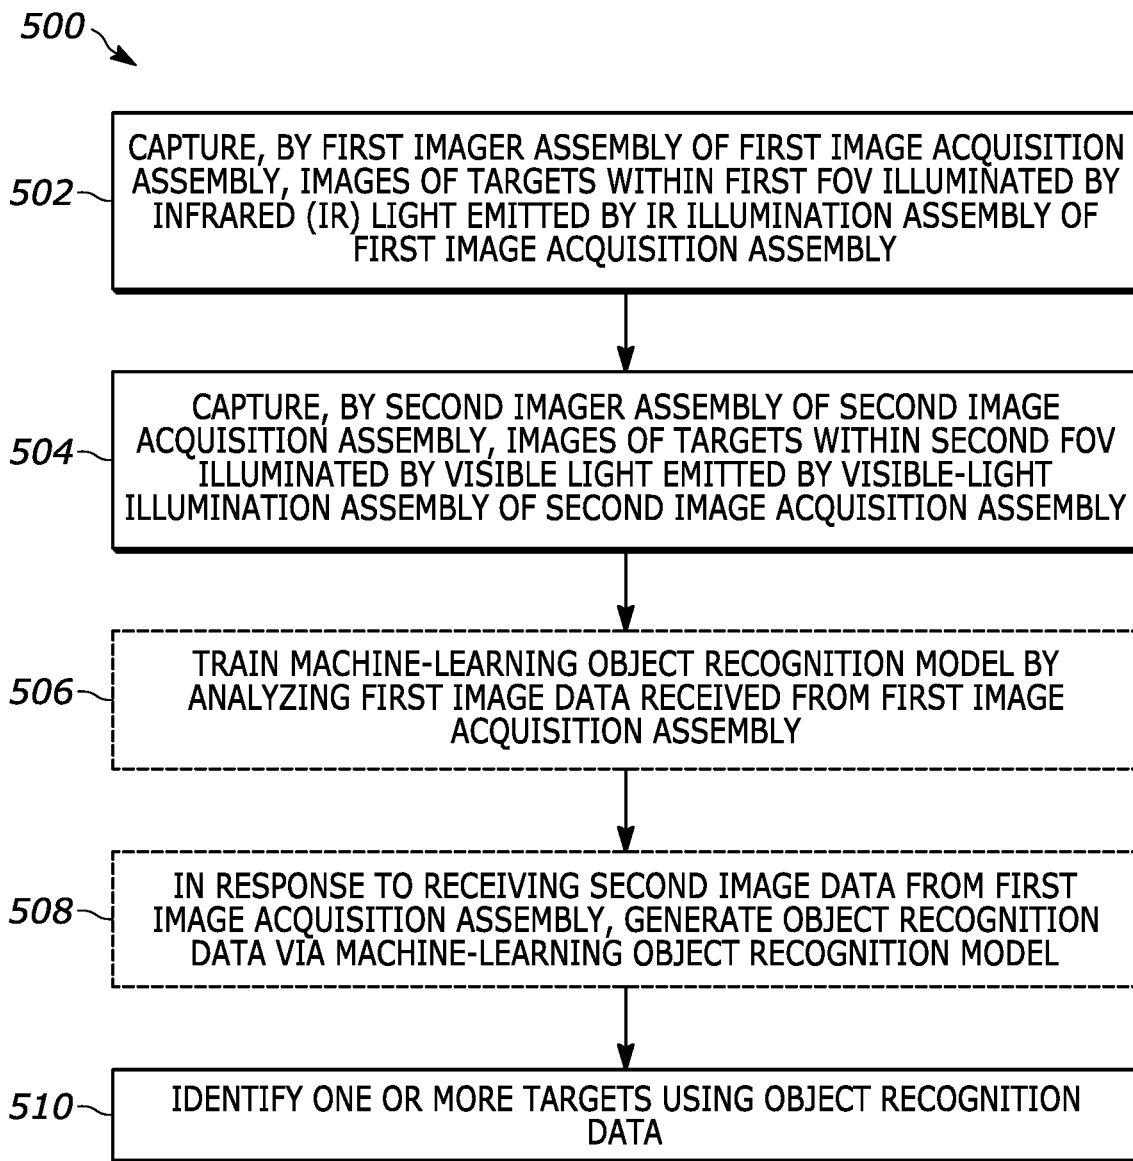 500
502
CAPTURE, BY FIRST IMAGER ASSEMBLY OF FIRST IMAGE ACQUISITION
ASSEMBLY, IMAGES OF TARGETS WITHIN FIRST FOV ILLUMINATED BY
INFRARED (IR) LIGHT EMITTED BY IR ILLUMINATION ASSEMBLY OF
FIRST IMAGE ACQUISITION ASSEMBLY
504
CAPTURE, BY SECOND IMAGER ASSEMBLY OF SECOND IMAGE
ACQUISITION ASSEMBLY, IMAGES OF TARGETS WITHIN SECOND FOV
ILLUMINATED BY VISIBLE LIGHT EMITTED BY VISIBLE-LIGHT
ILLUMINATION ASSEMBLY OF SECOND IMAGE ACQUISITION ASSEMBLY
506
TRAIN MACHINE-LEARNING OBJECT RECOGNITION MODEL BY
ANALYZING FIRST IMAGE DATA RECEIVED FROM FIRST IMAGE
ACQUISITION ASSEMBLY
508
IN RESPONSE TO RECEIVING SECOND IMAGE DATA FROM FIRST
IMAGE ACQUISITION ASSEMBLY, GENERATE OBJECT RECOGNITION
DATA VIA MACHINE-LEARNING OBJECT RECOGNITION MODEL
510
IDENTIFY ONE OR MORE TARGETS USING OBJECT RECOGNITION
DATA